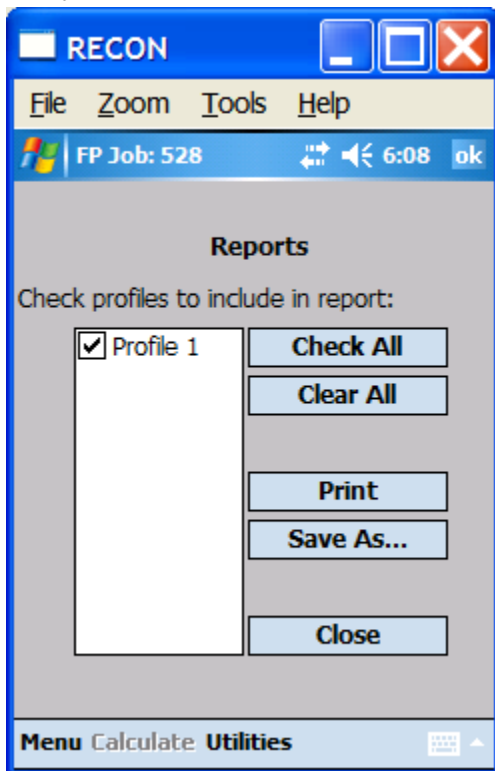 RECON
File Zoom Tools Help
FP Job: 528 6:08 ok
Reports
Check profiles to include in report:
Profile 1 Check All
Clear All
Print
Save As...
Close
Menu Calculate Utilities